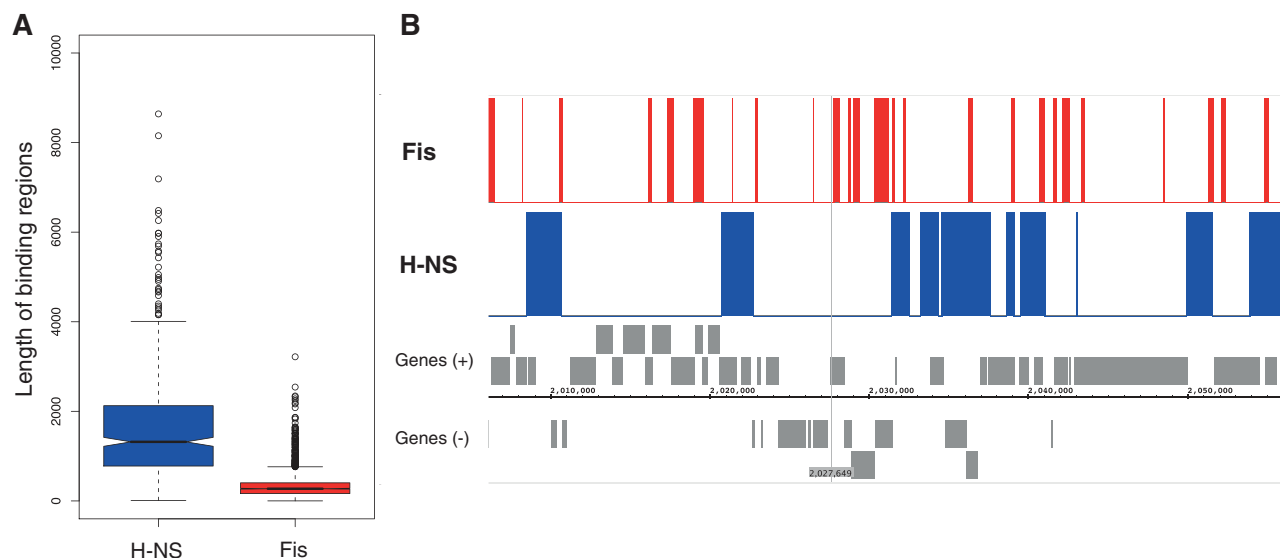 A
Length of binding regions
10000
8000
6000
4000
2000
0
H-NS
Fis
B
Fis
H-NS
Genes (+)
2,010,000
2,020,000
2,030,000
2,040,000
2,050,000
Genes (-)
2,027,649